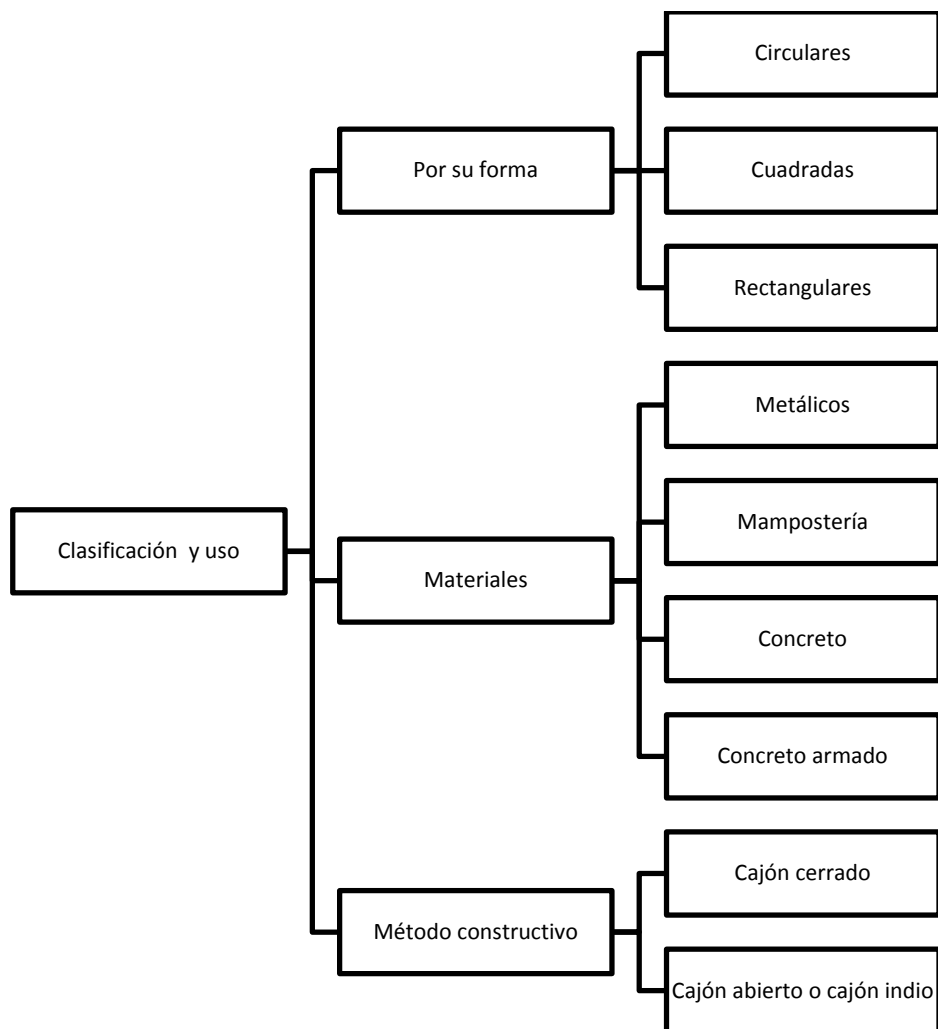 Clasificación y uso
Por su forma
Circulares
Cuadradas
Rectangulares
Materiales
Metálicos
Mampostería
Concreto
Concreto armado
Método constructivo
Cajón cerrado
Cajón abierto o cajón indio